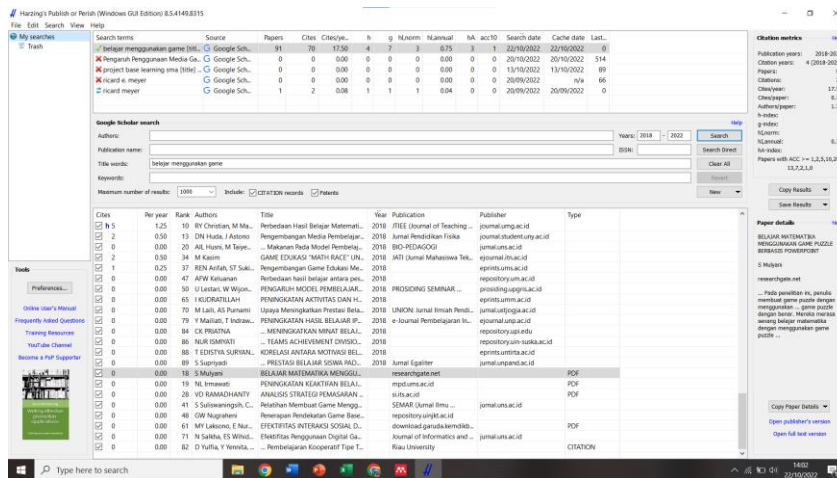 Harzing's Publish or Perish (Windows GUI Edition) 8.5.4149.8315
File Edit Search View Help
My searches
Trash
Search terms Source Papers Cites Cites/ye... h g hI,norm hI,annual hA acc10 Search date Cache date Last...
belajar menggunakan game [titl... Google Sch... 91 70 17.50 4 7 3 0.75 3 1 22/10/2022 22/10/2022 0
Pengaruh Penggunaan Media Ga... Google Sch... 0 0 0.00 0 0 0 0.00 0 0 20/10/2022 20/10/2022 514
project base learning sma [title] ... Google Sch... 0 0 0.00 0 0 0 0.00 0 0 13/10/2022 13/10/2022 89
ricard e. meyer Google Sch... 0 0 0.00 0 0 0 0.00 0 0 20/09/2022 n/a 66
ricard meyer Google Sch... 1 2 0.08 1 1 1 0.04 0 0 20/09/2022 20/09/2022 0
Google Scholar search Help
Authors: Years: 2018 - 2022 Search
Publication name: ISSN: Search Direct
Title words: belajar menggunakan game Clear All
Keywords: Revert
Maximum number of results: 1000 Include: CITATION records Patents New
Cites Per year Rank Authors Title Year Publication Publisher Type
h 5 1.25 10 RY Christian, M Ma... Perbedaan Hasil Belajar Matemati... 2018 JTIEE (Journal of Teaching ... journal.umg.ac.id
2 0.50 13 DN Huda, J Astono Pengembangan Media Pembelajar... 2018 Jurnal Pendidikan Fisika journal.student.uny.ac.id
0 0.00 20 AIL Husni, M Taiye... ... Makanan Pada Model Pembelaj... 2018 BIO-PEDAGOGI jurnal.uns.ac.id
2 0.50 34 M Kasim GAME EDUKASI "MATH RACE" UN... 2018 JATI (Jurnal Mahasiswa Tek... ejournal.itn.ac.id
1 0.25 37 REN Arifah, ST Suki... Pengembangan Game Edukasi Me... 2018 eprints.ums.ac.id
0 0.00 47 AFW Keluanan Perbedaan hasil belajar antara pes... 2018 repository.um.ac.id
0 0.00 50 U Lestari, W Wijon... PENGARUH MODEL PEMBELAJAR... 2018 PROSIDING SEMINAR ... prosiding.upgris.ac.id
0 0.00 65 I KUDRATILLAH PENINGKATAN AKTIVITAS DAN H... 2018 eprints.umm.ac.id
0 0.00 70 M Laili, AS Purnami Upaya Meningkatkan Prestasi Bela... 2018 UNION: Jurnal Ilmiah Pendi... jurnal.ustjogja.ac.id
0 0.00 79 Y Mailiati, T Indraw... PENINGKATAN HASIL BELAJAR IP... 2018 e-Journal Pembelajaran In... ejournal.unp.ac.id
0 0.00 84 CK PRIATNA ... MENINGKATKAN MINAT BELAJ... 2018 repository.upi.edu
0 0.00 86 NUR ISMIYATI ... TEAMS ACHIEVEMENT DIVISIO... 2018 repository.uin-suska.ac.id
0 0.00 88 T EDISTYA SURYAN... KORELASI ANTARA MOTIVASI BEL... 2018 eprints.untirta.ac.id
0 0.00 89 S Supriyadi ... PRESTASI BELAJAR SISWA PAD... 2018 Jurnal Egaliter jurnal.unpand.ac.id
0 0.00 18 S Mulyani BELAJAR MATEMATIKA MENGGU... researchgate.net PDF
0 0.00 19 NL Irmawati PENINGKATAN KEAKTIFAN BELAJ... mpd.ums.ac.id PDF
0 0.00 28 VD RAMADHANTY ANALISIS STRATEGI PEMASARAN ... si.its.ac.id PDF
0 0.00 41 S Suliswaningsih, C... Pelatihan Membuat Game Mengg... SEMAR (Jurnal Ilmu ... jurnal.uns.ac.id
0 0.00 48 GW Nugraheni Penerapan Pendekatan Game Base... repository.uinjkt.ac.id
0 0.00 61 MY Laksono, E Nur... EFEKTIFITAS INTERAKSI SOSIAL D... download.garuda.kemdikb... PDF
0 0.00 71 N Salkha, ES Wihid... Efektifitas Penggunaan Digital Ga... Journal of Informatics and ... jurnal.uns.ac.id
0 0.00 82 D Yulfia, Y Yennita, ... ... Pembelajaran Kooperatif Tipe T... Riau University CITATION
Tools
Preferences...
Online User's Manual
Frequently Asked Questions
Training Resources
YouTube Channel
Become a PoP Supporter
Citation metrics
Publication years: 2018-202
Citation years: 4 (2018-202
Papers:
Citations:
Cites/year: 17.5
Cites/paper: 0.
Authors/paper: 1.
h-index:
g-index:
hI,norm:
hI,annual: 0.
hA-index:
Papers with ACC >= 1,2,5,10,2
13,7,2,1,0
Copy Results
Save Results
Paper details
BELAJAR MATEMATIKA
MENGGUNAKAN GAME PUZZLE
BERBASIS POWERPOINT
S Mulyani
researchgate.net
... Pada penelitian ini, penulis
membuat game puzzle dengan
menggunakan ... game puzzle
dengan benar. Mereka merasa
senang belajar matematika
dengan menggunakan game
puzzle ...
Copy Paper Details
Open publisher's version
Open full text version
Type here to search
14:02
22/10/2022